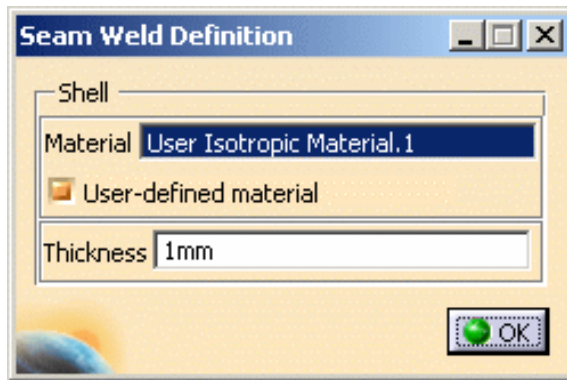 Seam Weld Definition
Shell
Material User Isotropic Material.1
User-defined material
Thickness 1mm
OK